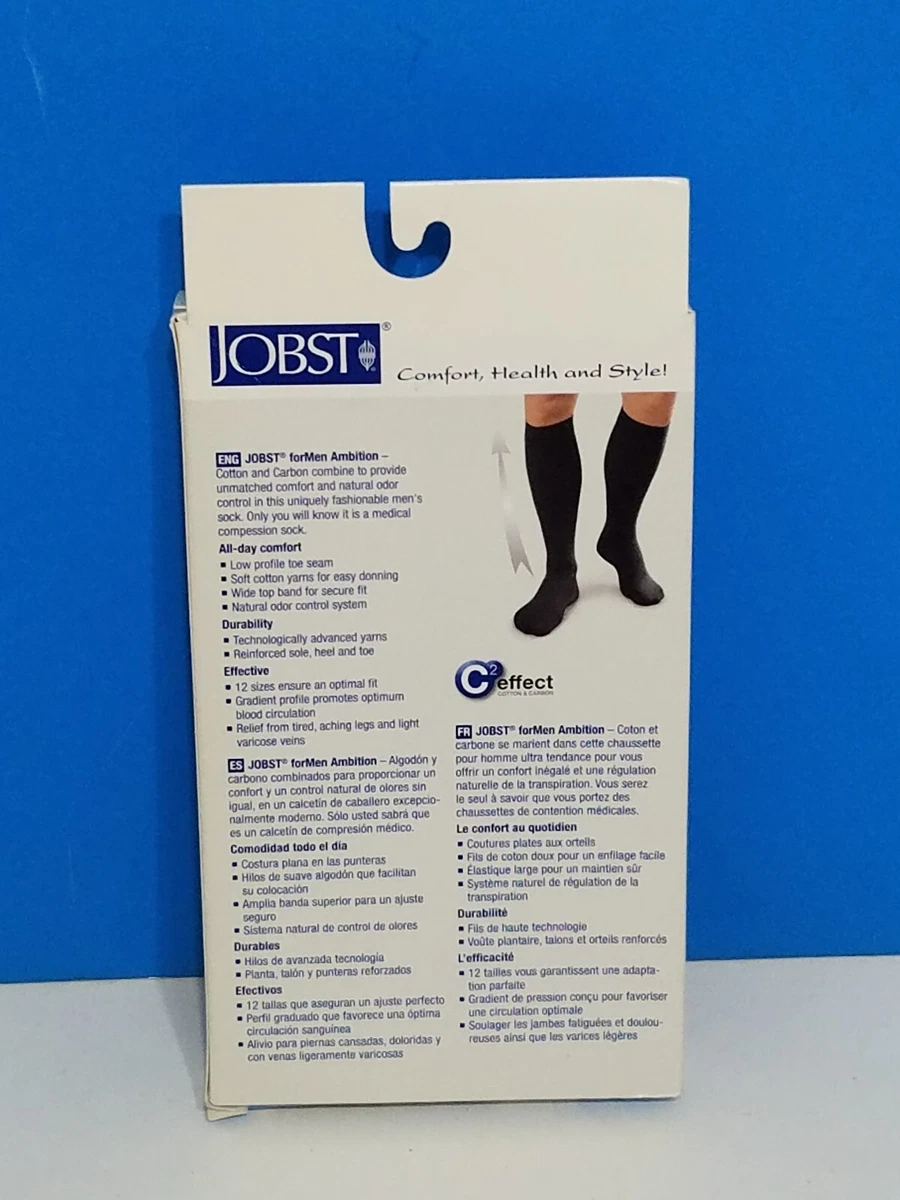 JOBST®
Comfort, Health and Style!
ENG JOBST® forMen Ambition –
Cotton and Carbon combine to provide
unmatched comfort and natural odor
control in this uniquely fashionable men's
sock. Only you will know it is a medical
compession sock.
All-day comfort
▪ Low profile toe seam
▪ Soft cotton yarns for easy donning
▪ Wide top band for secure fit
▪ Natural odor control system
Durability
▪ Technologically advanced yarns
▪ Reinforced sole, heel and toe
Effective
▪ 12 sizes ensure an optimal fit
▪ Gradient profile promotes optimum
blood circulation
▪ Relief from tired, aching legs and light
varicose veins
ES JOBST® forMen Ambition – Algodón y
carbono combinados para proporcionar un
confort y un control natural de olores sin
igual, en un calcetín de caballero excepcio-
nalmente moderno. Sólo usted sabrá que
es un calcetín de compresión médico.
Comodidad todo el día
▪ Costura plana en las punteras
▪ Hilos de suave algodón que facilitan
su colocación
▪ Amplia banda superior para un ajuste
seguro
▪ Sistema natural de control de olores
Durables
▪ Hilos de avanzada tecnología
▪ Planta, talón y punteras reforzados
Efectivos
▪ 12 tallas que aseguran un ajuste perfecto
▪ Perfil graduado que favorece una óptima
circulación sanguínea
▪ Alivio para piernas cansadas, doloridas y
con venas ligeramente varicosas
C2 effect
COTTON & CARBON
FR JOBST® forMen Ambition – Coton et
carbone se marient dans cette chaussette
pour homme ultra tendance pour vous
offrir un confort inégalé et une régulation
naturelle de la transpiration. Vous serez
le seul à savoir que vous portez des
chaussettes de contention médicales.
Le confort au quotidien
▪ Coutures plates aux orteils
▪ Fils de coton doux pour un enfilage facile
▪ Élastique large pour un maintien sûr
▪ Système naturel de régulation de la
transpiration
Durabilité
▪ Fils de haute technologie
▪ Voûte plantaire, talons et orteils renforcés
L'efficacité
▪ 12 tailles vous garantissent une adapta-
tion parfaite
▪ Gradient de pression conçu pour favoriser
une circulation optimale
▪ Soulager les jambes fatiguées et doulou-
reuses ainsi que les varices légères